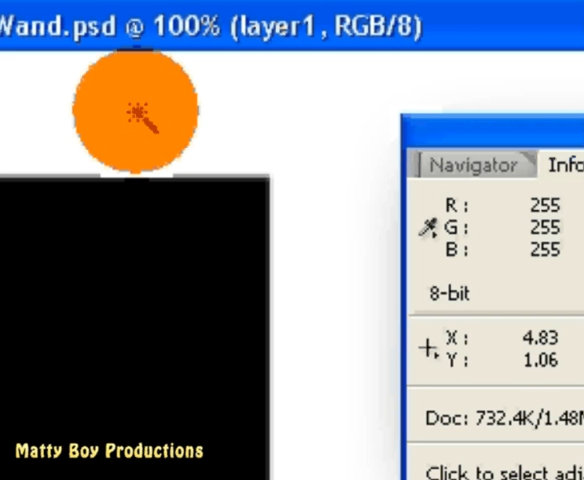 Wand.psd @ 100% (layer1, RGB/8)
Navigator Info
R: 255
G: 255
B: 255
8-bit
X: 4.83
Y: 1.06
Doc: 732.4K/1.48M
Click to select adj
Matty Boy Productions